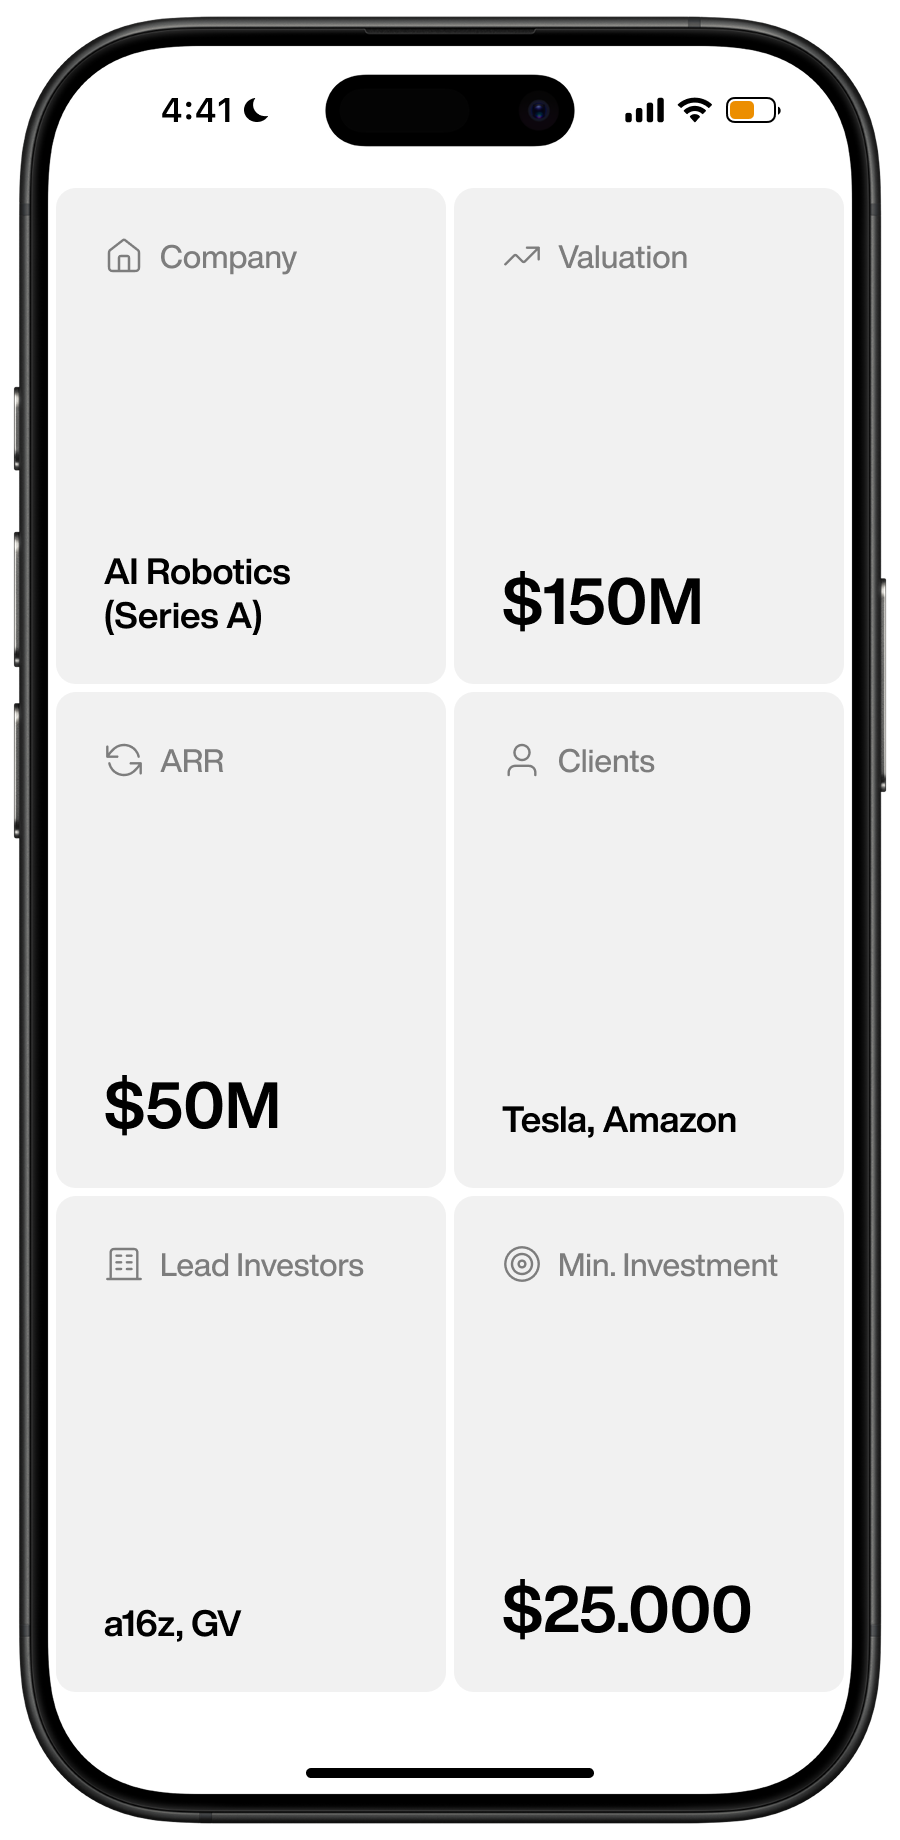 4:41
Company
Valuation
AI Robotics
(Series A)
$150M
ARR
Clients
$50M
Tesla, Amazon
Lead Investors
Min. Investment
a16z, GV
$25.000